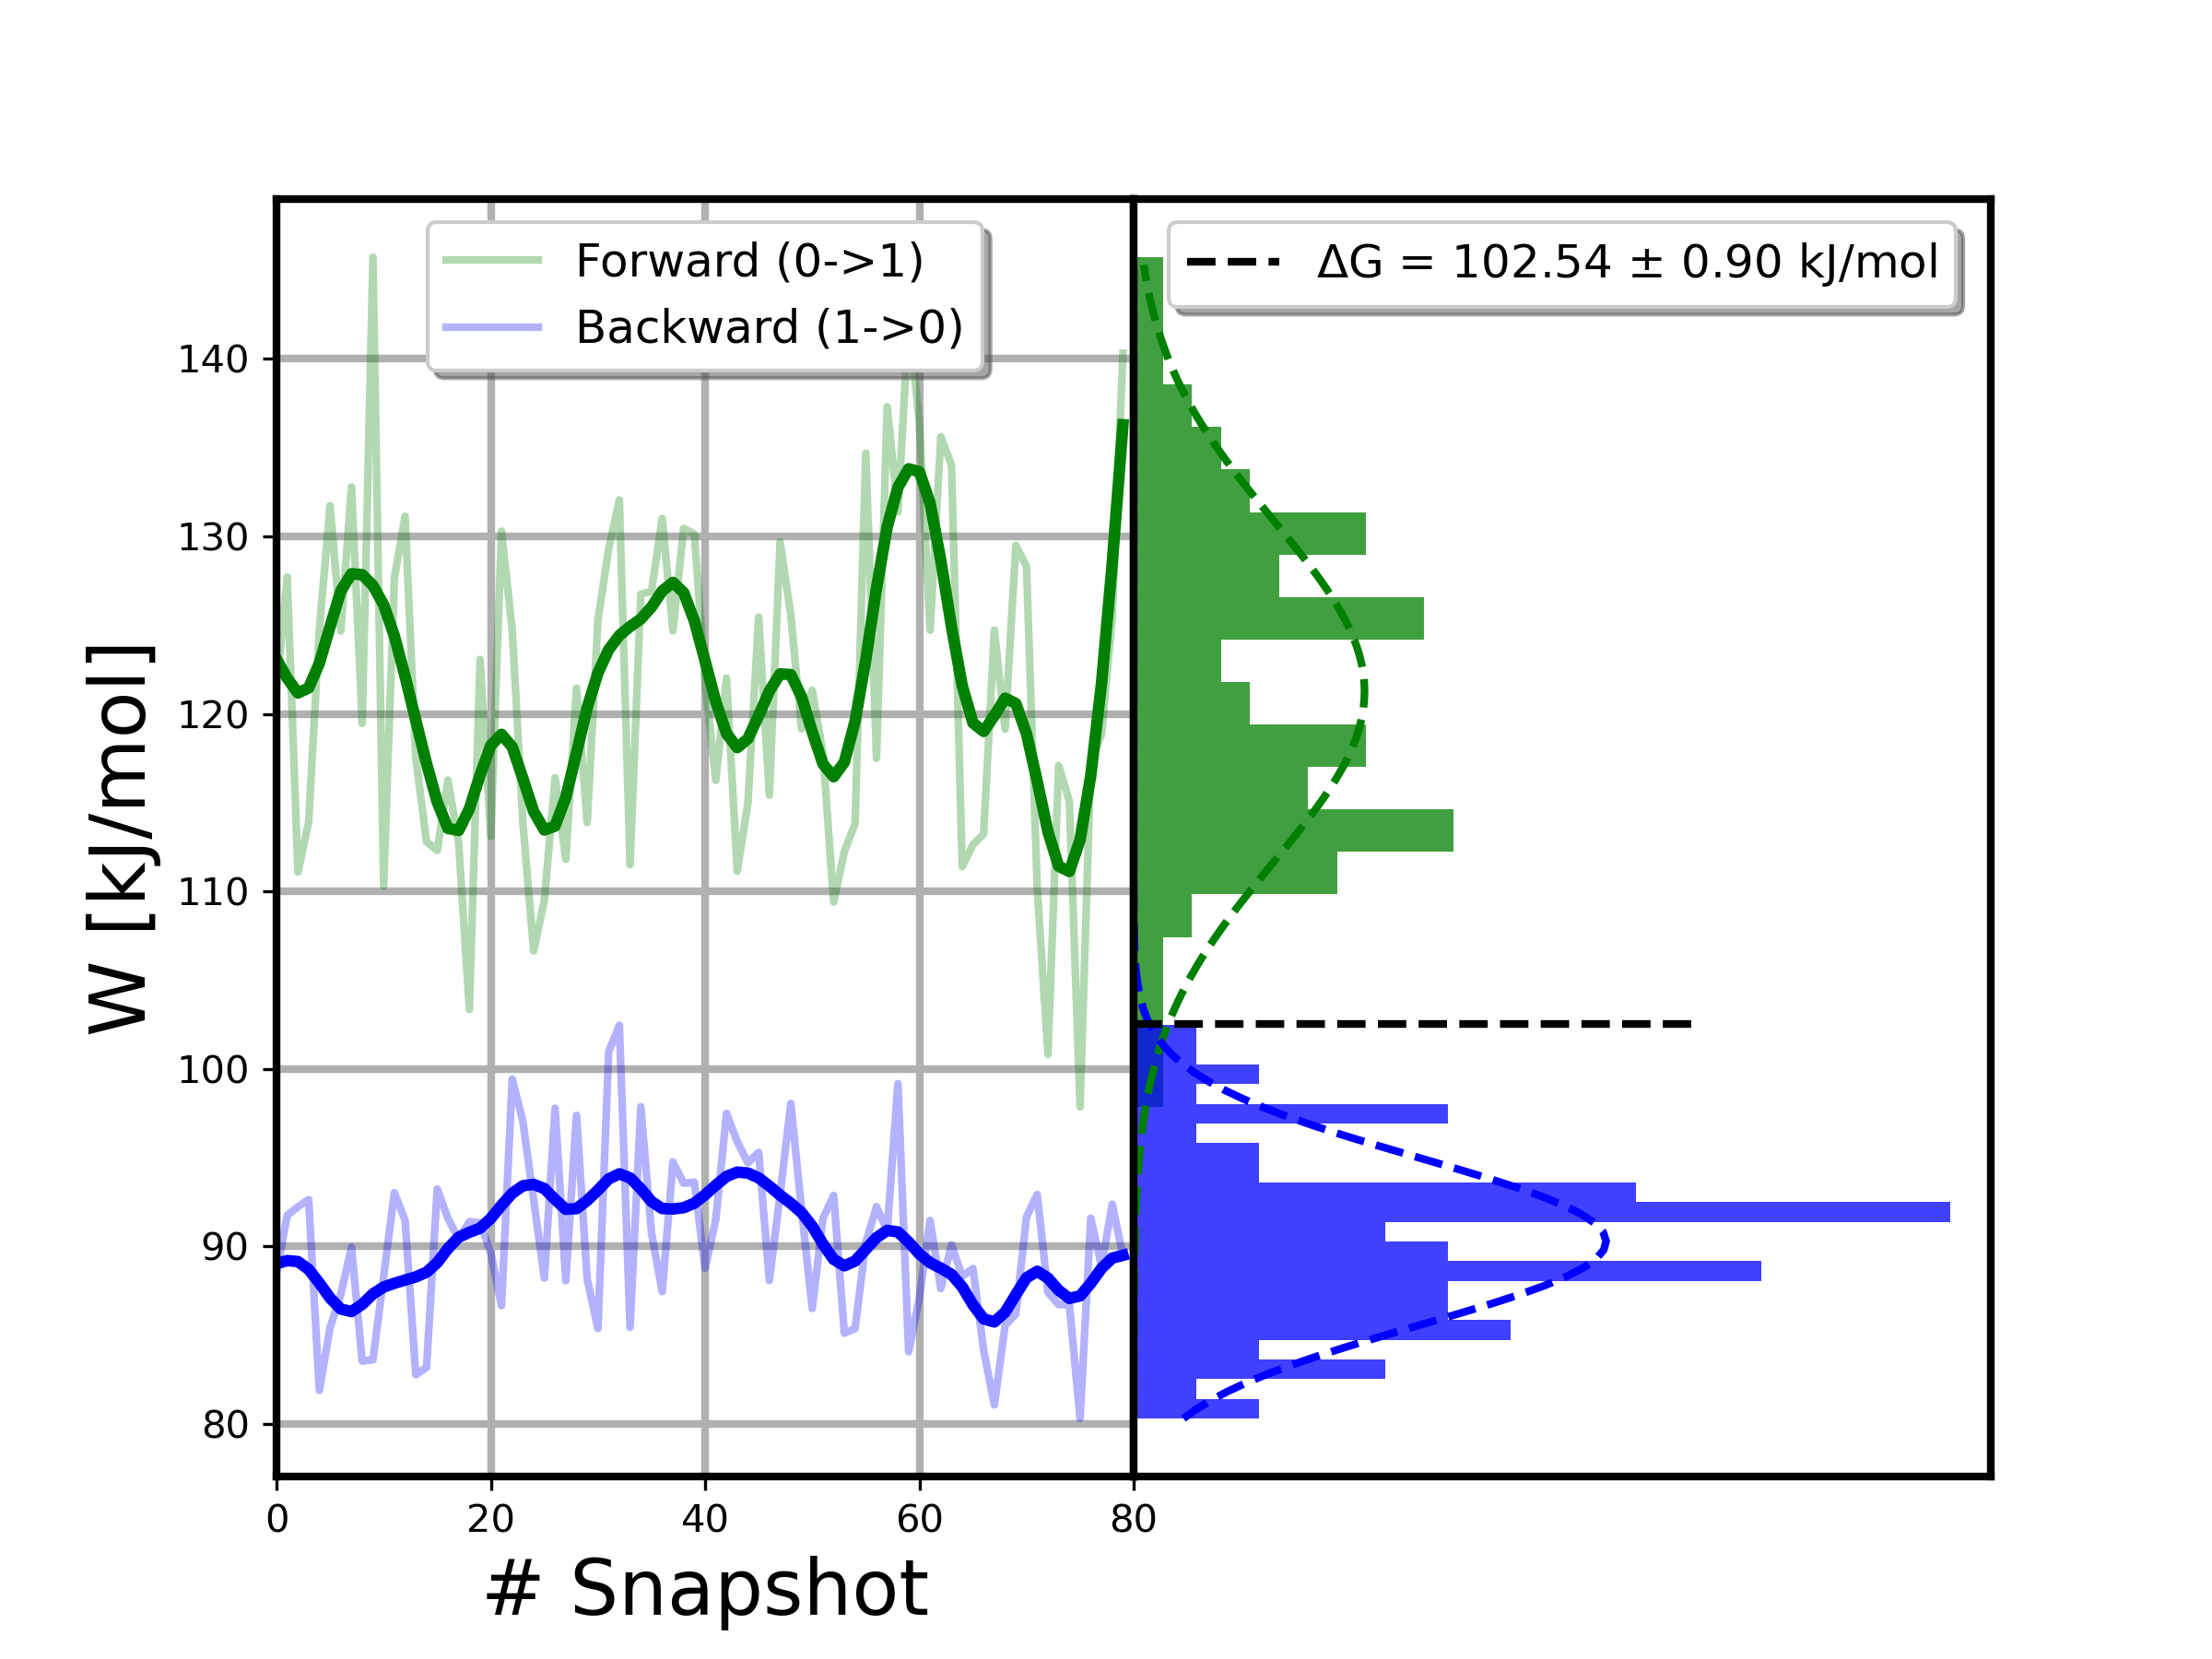 Forward (0->1)
Backward (1->0)
ΔG = 102.54 ± 0.90 kJ/mol
W [kJ/mol]
140
130
120
110
100
90
80
0 20 40 60 80
# Snapshot